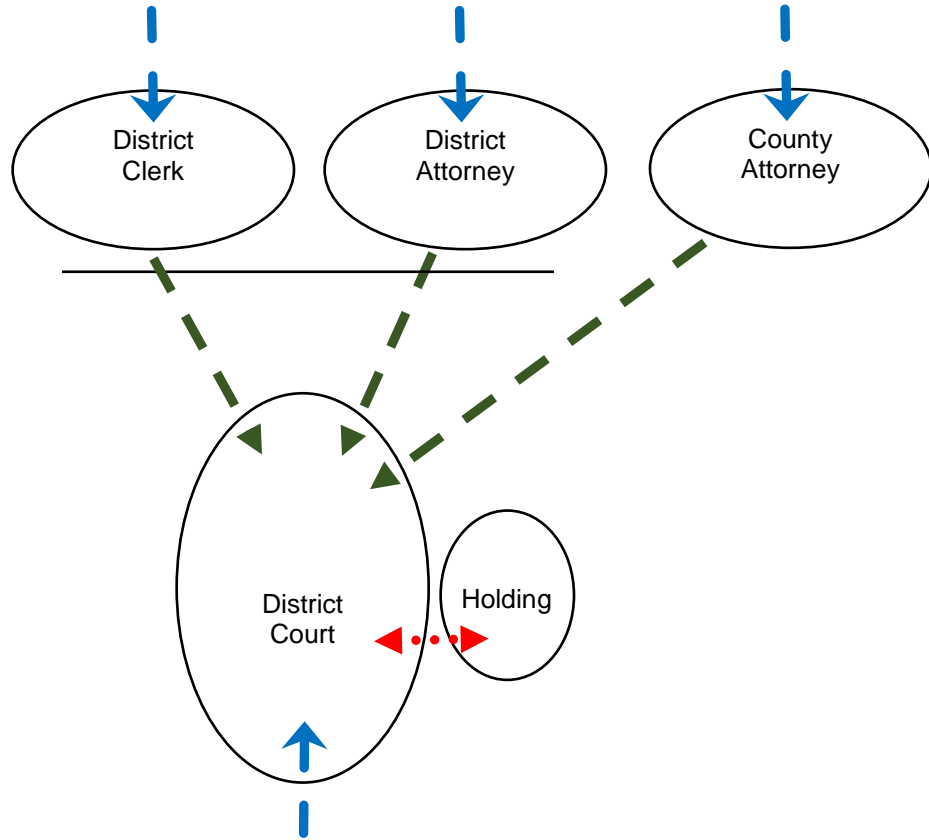 District
Clerk
District
Attorney
County
Attorney
District
Court
Holding